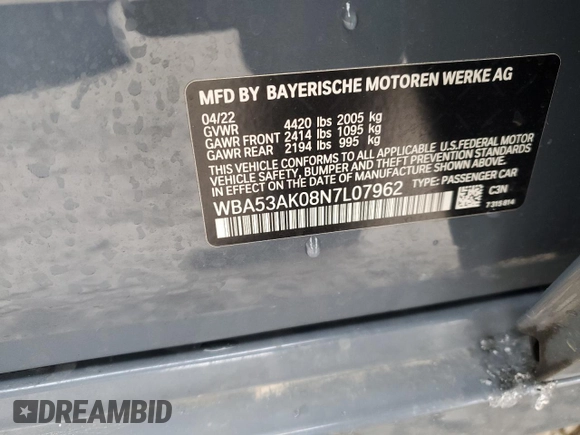 MFD BY BAYERISCHE MOTOREN WERKE AG
04/22
GVWR 4420 lbs 2005 kg
GAWR FRONT 2414 lbs 1095 kg
GAWR REAR 2194 lbs 995 kg
THIS VEHICLE CONFORMS TO ALL APPLICABLE U.S. FEDERAL MOTOR
VEHICLE SAFETY, BUMPER AND THEFT PREVENTION STANDARDS
IN EFFECT ON THE DATE OF MANUFACTURE SHOWN ABOVE.
WBA53AK08N7L07962 TYPE: PASSENGER CAR
C3N
7315814
DREAMBID